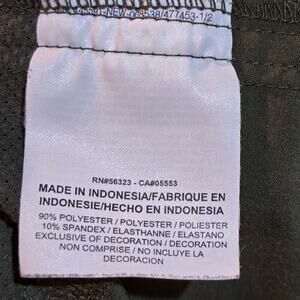 RN#56323 - CA#05553
MADE IN INDONESIA/FABRIQUE EN
INDONESIE/HECHO EN INDONESIA
90% POLYESTER / POLYESTER / POLIESTER
10% SPANDEX / ELASTHANNE / ELASTANO
EXCLUSIVE OF DECORATION / DECORATION
NON COMPRISE / NO INCLUYE LA
DECORACION